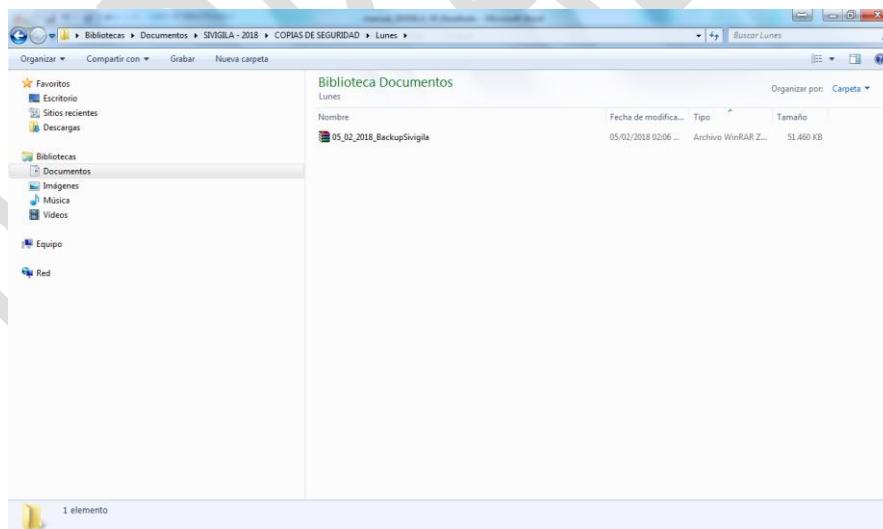 Bibliotecas ▸ Documentos ▸ SIVIGILA - 2018 ▸ COPIAS DE SEGURIDAD ▸ Lunes ▸
Buscar Lunes
Organizar Compartir con Grabar Nueva carpeta
Favoritos
Escritorio
Sitios recientes
Descargas
Bibliotecas
Documentos
Imágenes
Música
Vídeos
Equipo
Red
Biblioteca Documentos
Lunes
Organizar por: Carpeta
Nombre Fecha de modifica... Tipo Tamaño
05_02_2018_BackupSivigila 05/02/2018 02:06 ... Archivo WinRAR Z... 51.460 KB
1 elemento